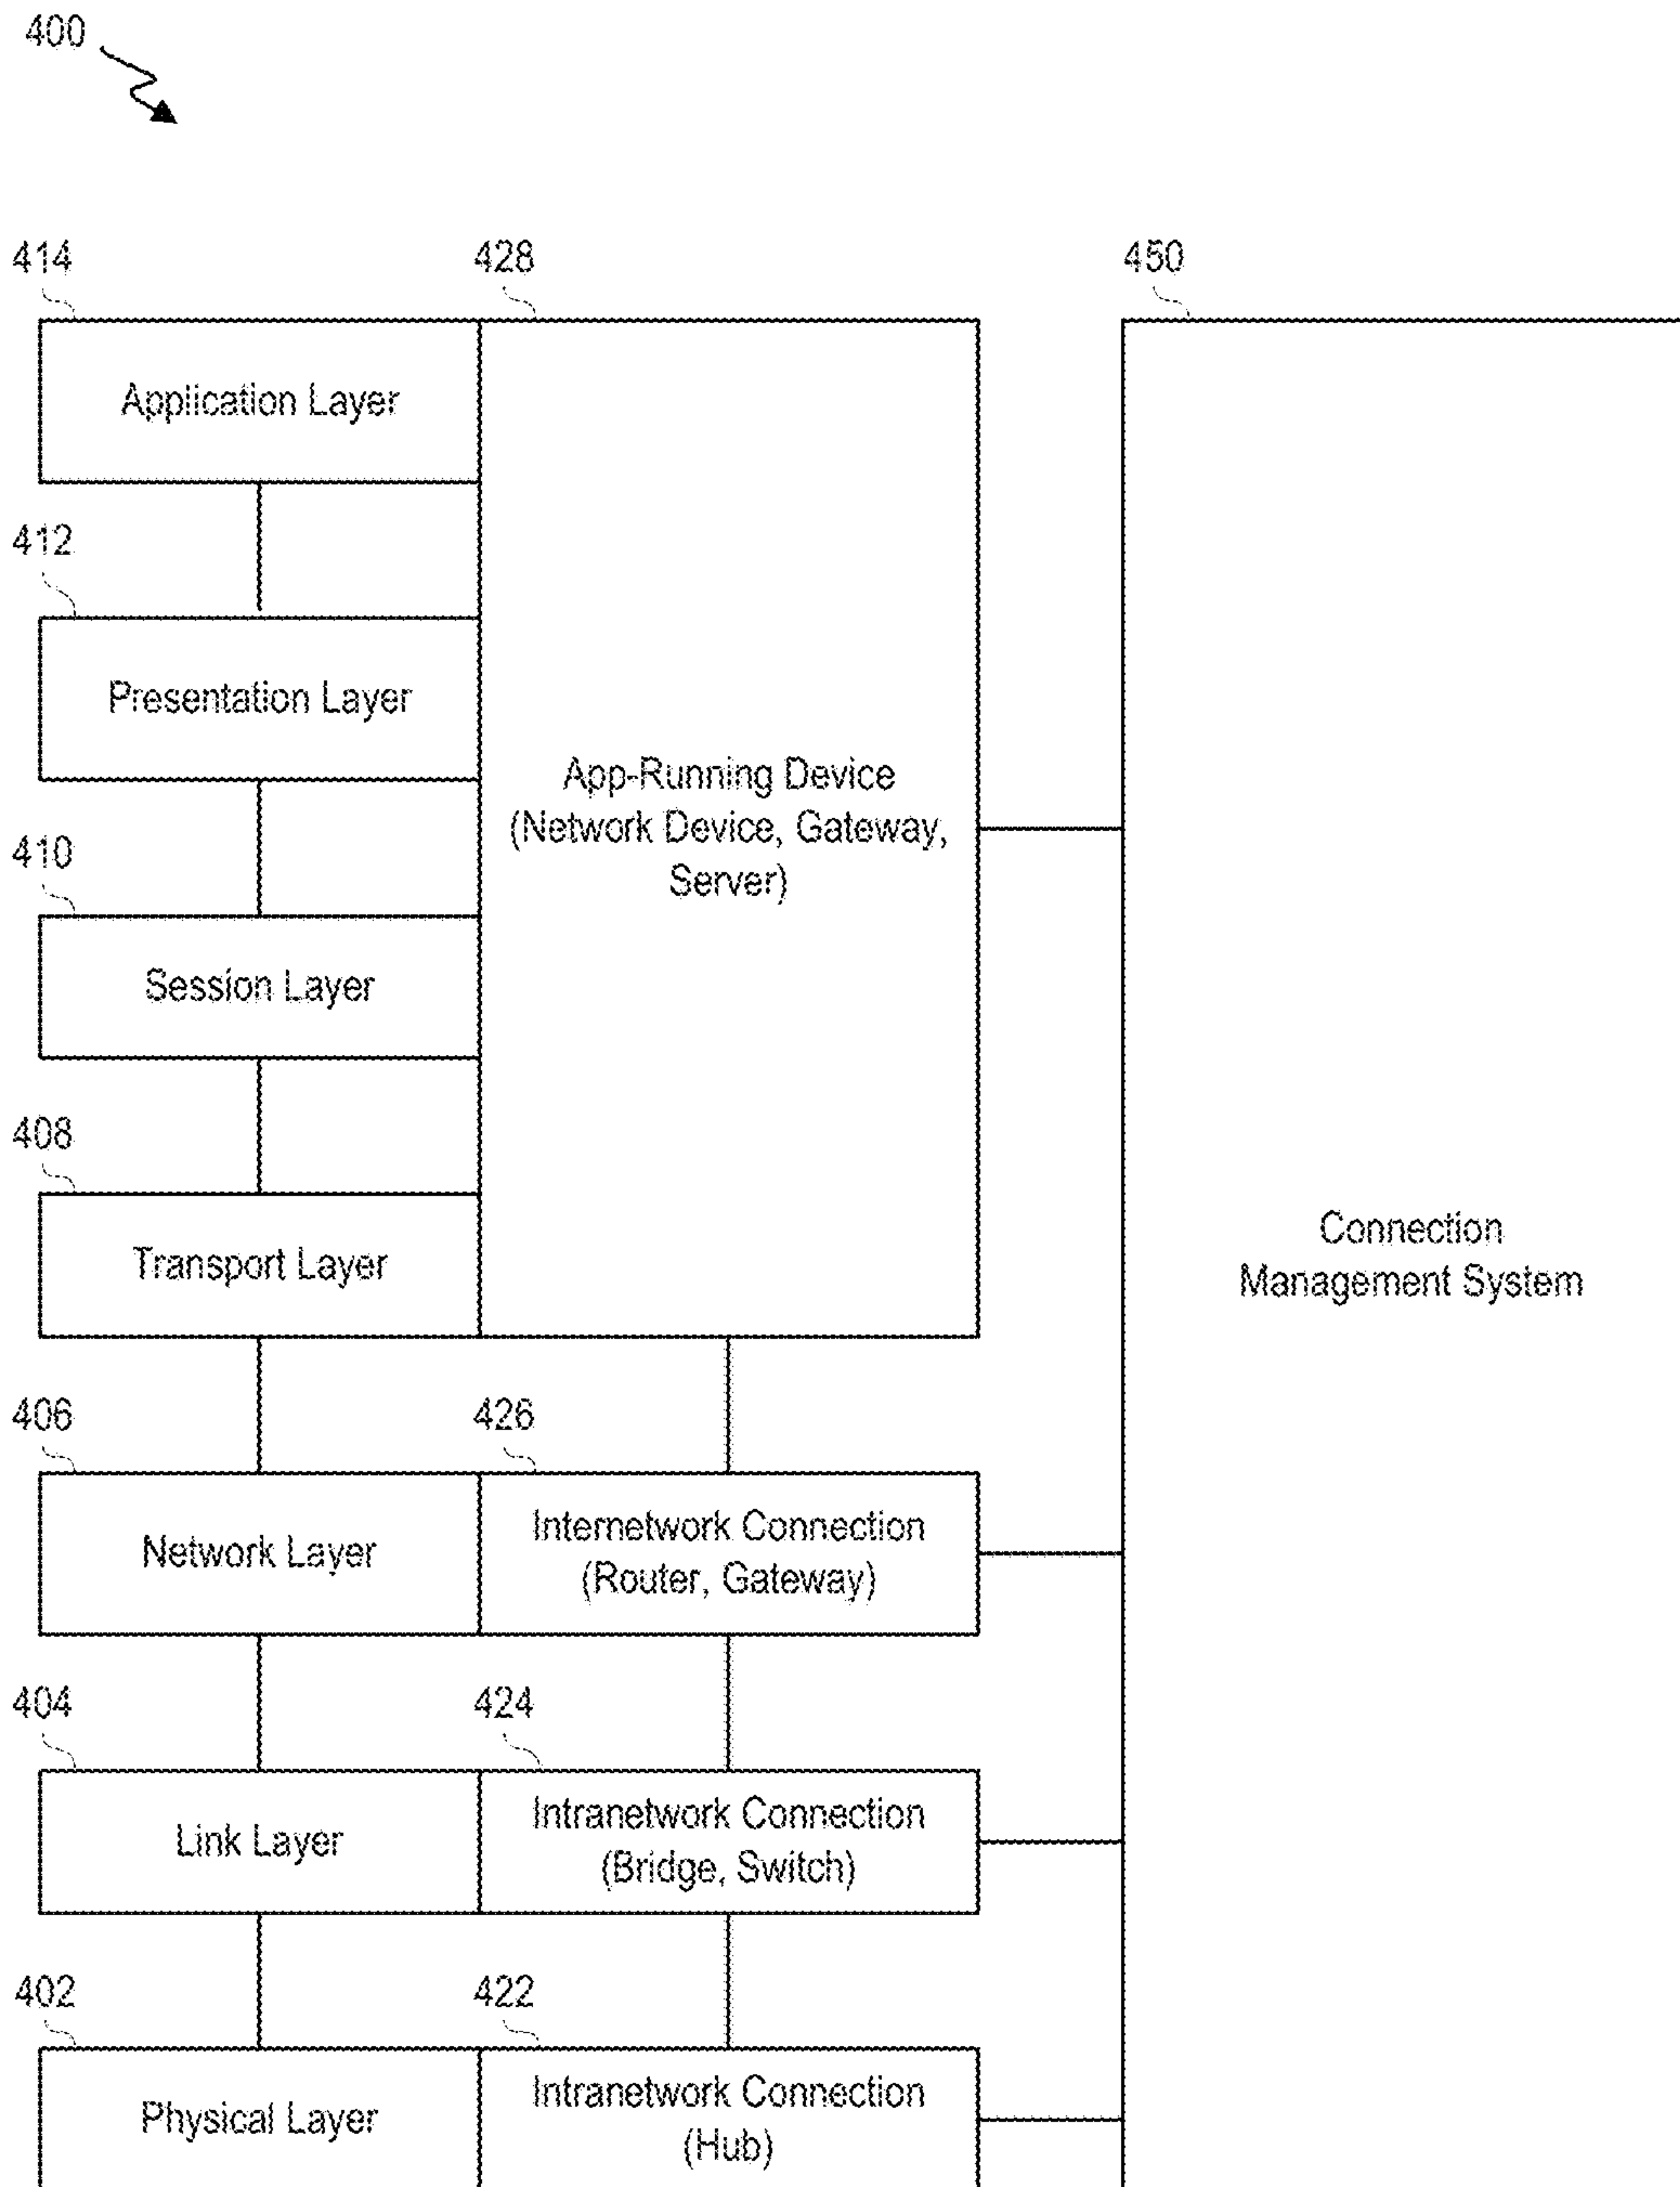 400
414
428
450
Application Layer
412
Presentation Layer
App-Running Device
(Network Device, Gateway,
Server)
410
Session Layer
408
Transport Layer
Connection
Management System
406
426
Network Layer
Internetwork Connection
(Router, Gateway)
404
424
Link Layer
Intranetwork Connection
(Bridge, Switch)
402
422
Physical Layer
Intranetwork Connection
(Hub)